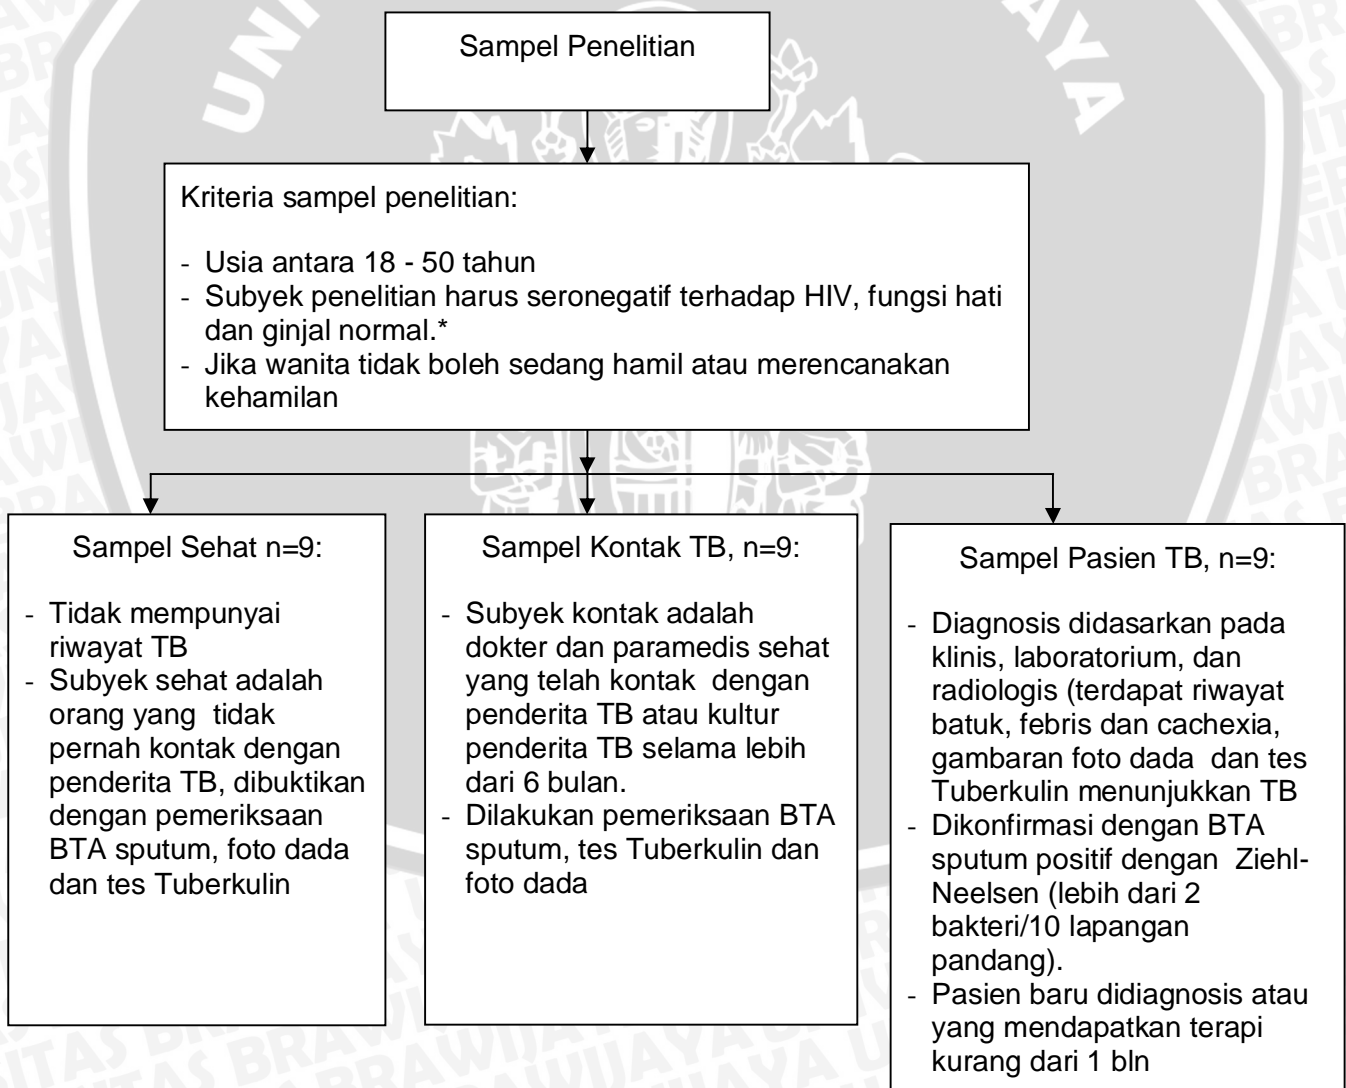 Sampel Penelitian
Kriteria sampel penelitian:
- Usia antara 18 - 50 tahun
- Subyek penelitian harus seronegatif terhadap HIV, fungsi hati
dan ginjal normal.*
- Jika wanita tidak boleh sedang hamil atau merencanakan
kehamilan
Sampel Sehat n=9:
- Tidak mempunyai
riwayat TB
- Subyek sehat adalah
orang yang tidak
pernah kontak dengan
penderita TB, dibuktikan
dengan pemeriksaan
BTA sputum, foto dada
dan tes Tuberkulin
Sampel Kontak TB, n=9:
- Subyek kontak adalah
dokter dan paramedis sehat
yang telah kontak dengan
penderita TB atau kultur
penderita TB selama lebih
dari 6 bulan.
- Dilakukan pemeriksaan BTA
sputum, tes Tuberkulin dan
foto dada
Sampel Pasien TB, n=9:
- Diagnosis didasarkan pada
klinis, laboratorium, dan
radiologis (terdapat riwayat
batuk, febris dan cachexia,
gambaran foto dada dan tes
Tuberkulin menunjukkan TB
- Dikonfirmasi dengan BTA
sputum positif dengan Ziehl-
Neelsen (lebih dari 2
bakteri/10 lapangan
pandang).
- Pasien baru didiagnosis atau
yang mendapatkan terapi
kurang dari 1 bln